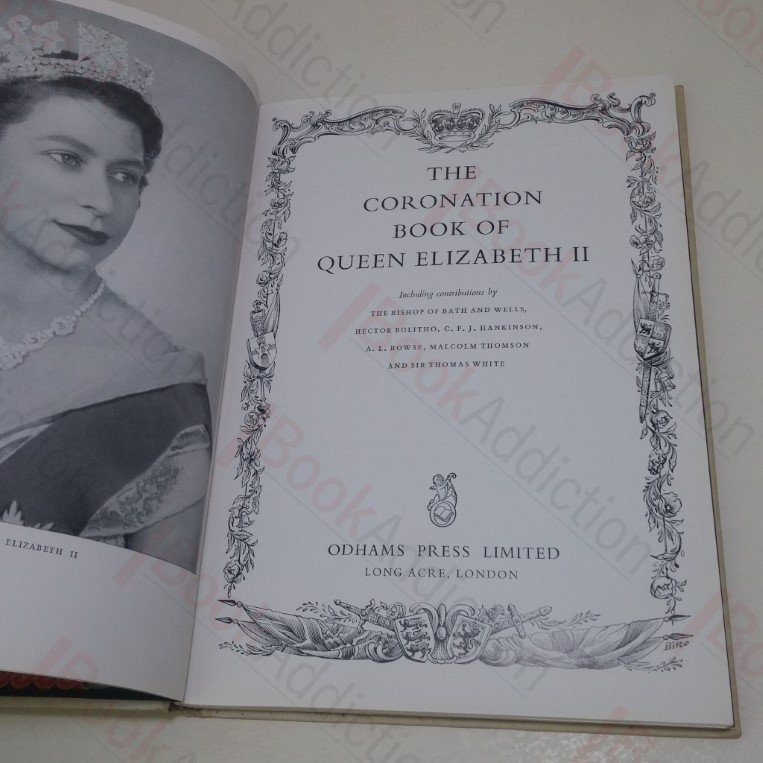 ELIZABETH II
THE
CORONATION
BOOK OF
QUEEN ELIZABETH II
Including contributions by
THE BISHOP OF BATH AND WELLS,
HECTOR BOLITHO, C. F. J. HANKINSON,
A. L. ROWSE, MALCOLM THOMSON
AND SIR THOMAS WHITE
ODHAMS PRESS LIMITED
LONG ACRE, LONDON
BIRO
BookAddiction